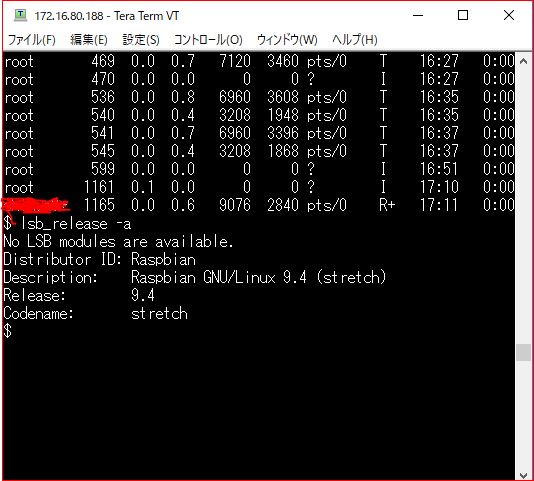 172.16.80.188 - Tera Term VT
ファイル(F) 編集(E) 設定(S) コントロール(O) ウィンドウ(W) ヘルプ(H)
root 469 0.0 0.7 7120 3460 pts/0 T 16:27 0:00
root 470 0.0 0.0 0 0 ? I 16:27 0:00
root 536 0.0 0.8 6960 3608 pts/0 T 16:35 0:00
root 540 0.0 0.4 3208 1948 pts/0 T 16:35 0:00
root 541 0.0 0.7 6960 3396 pts/0 T 16:37 0:00
root 545 0.0 0.4 3208 1868 pts/0 T 16:37 0:00
root 599 0.0 0.0 0 0 ? I 16:51 0:00
root 1161 0.1 0.0 0 0 ? I 17:10 0:00
1165 0.0 0.6 9076 2840 pts/0 R+ 17:11 0:00
$ lsb_release -a
No LSB modules are available.
Distributor ID: Raspbian
Description: Raspbian GNU/Linux 9.4 (stretch)
Release: 9.4
Codename: stretch
$